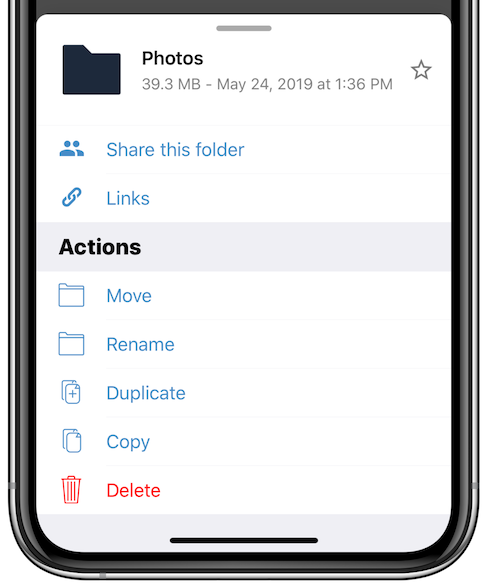 Photos
39.3 MB - May 24, 2019 at 1:36 PM
Share this folder
Links
Actions
Move
Rename
Duplicate
Copy
Delete